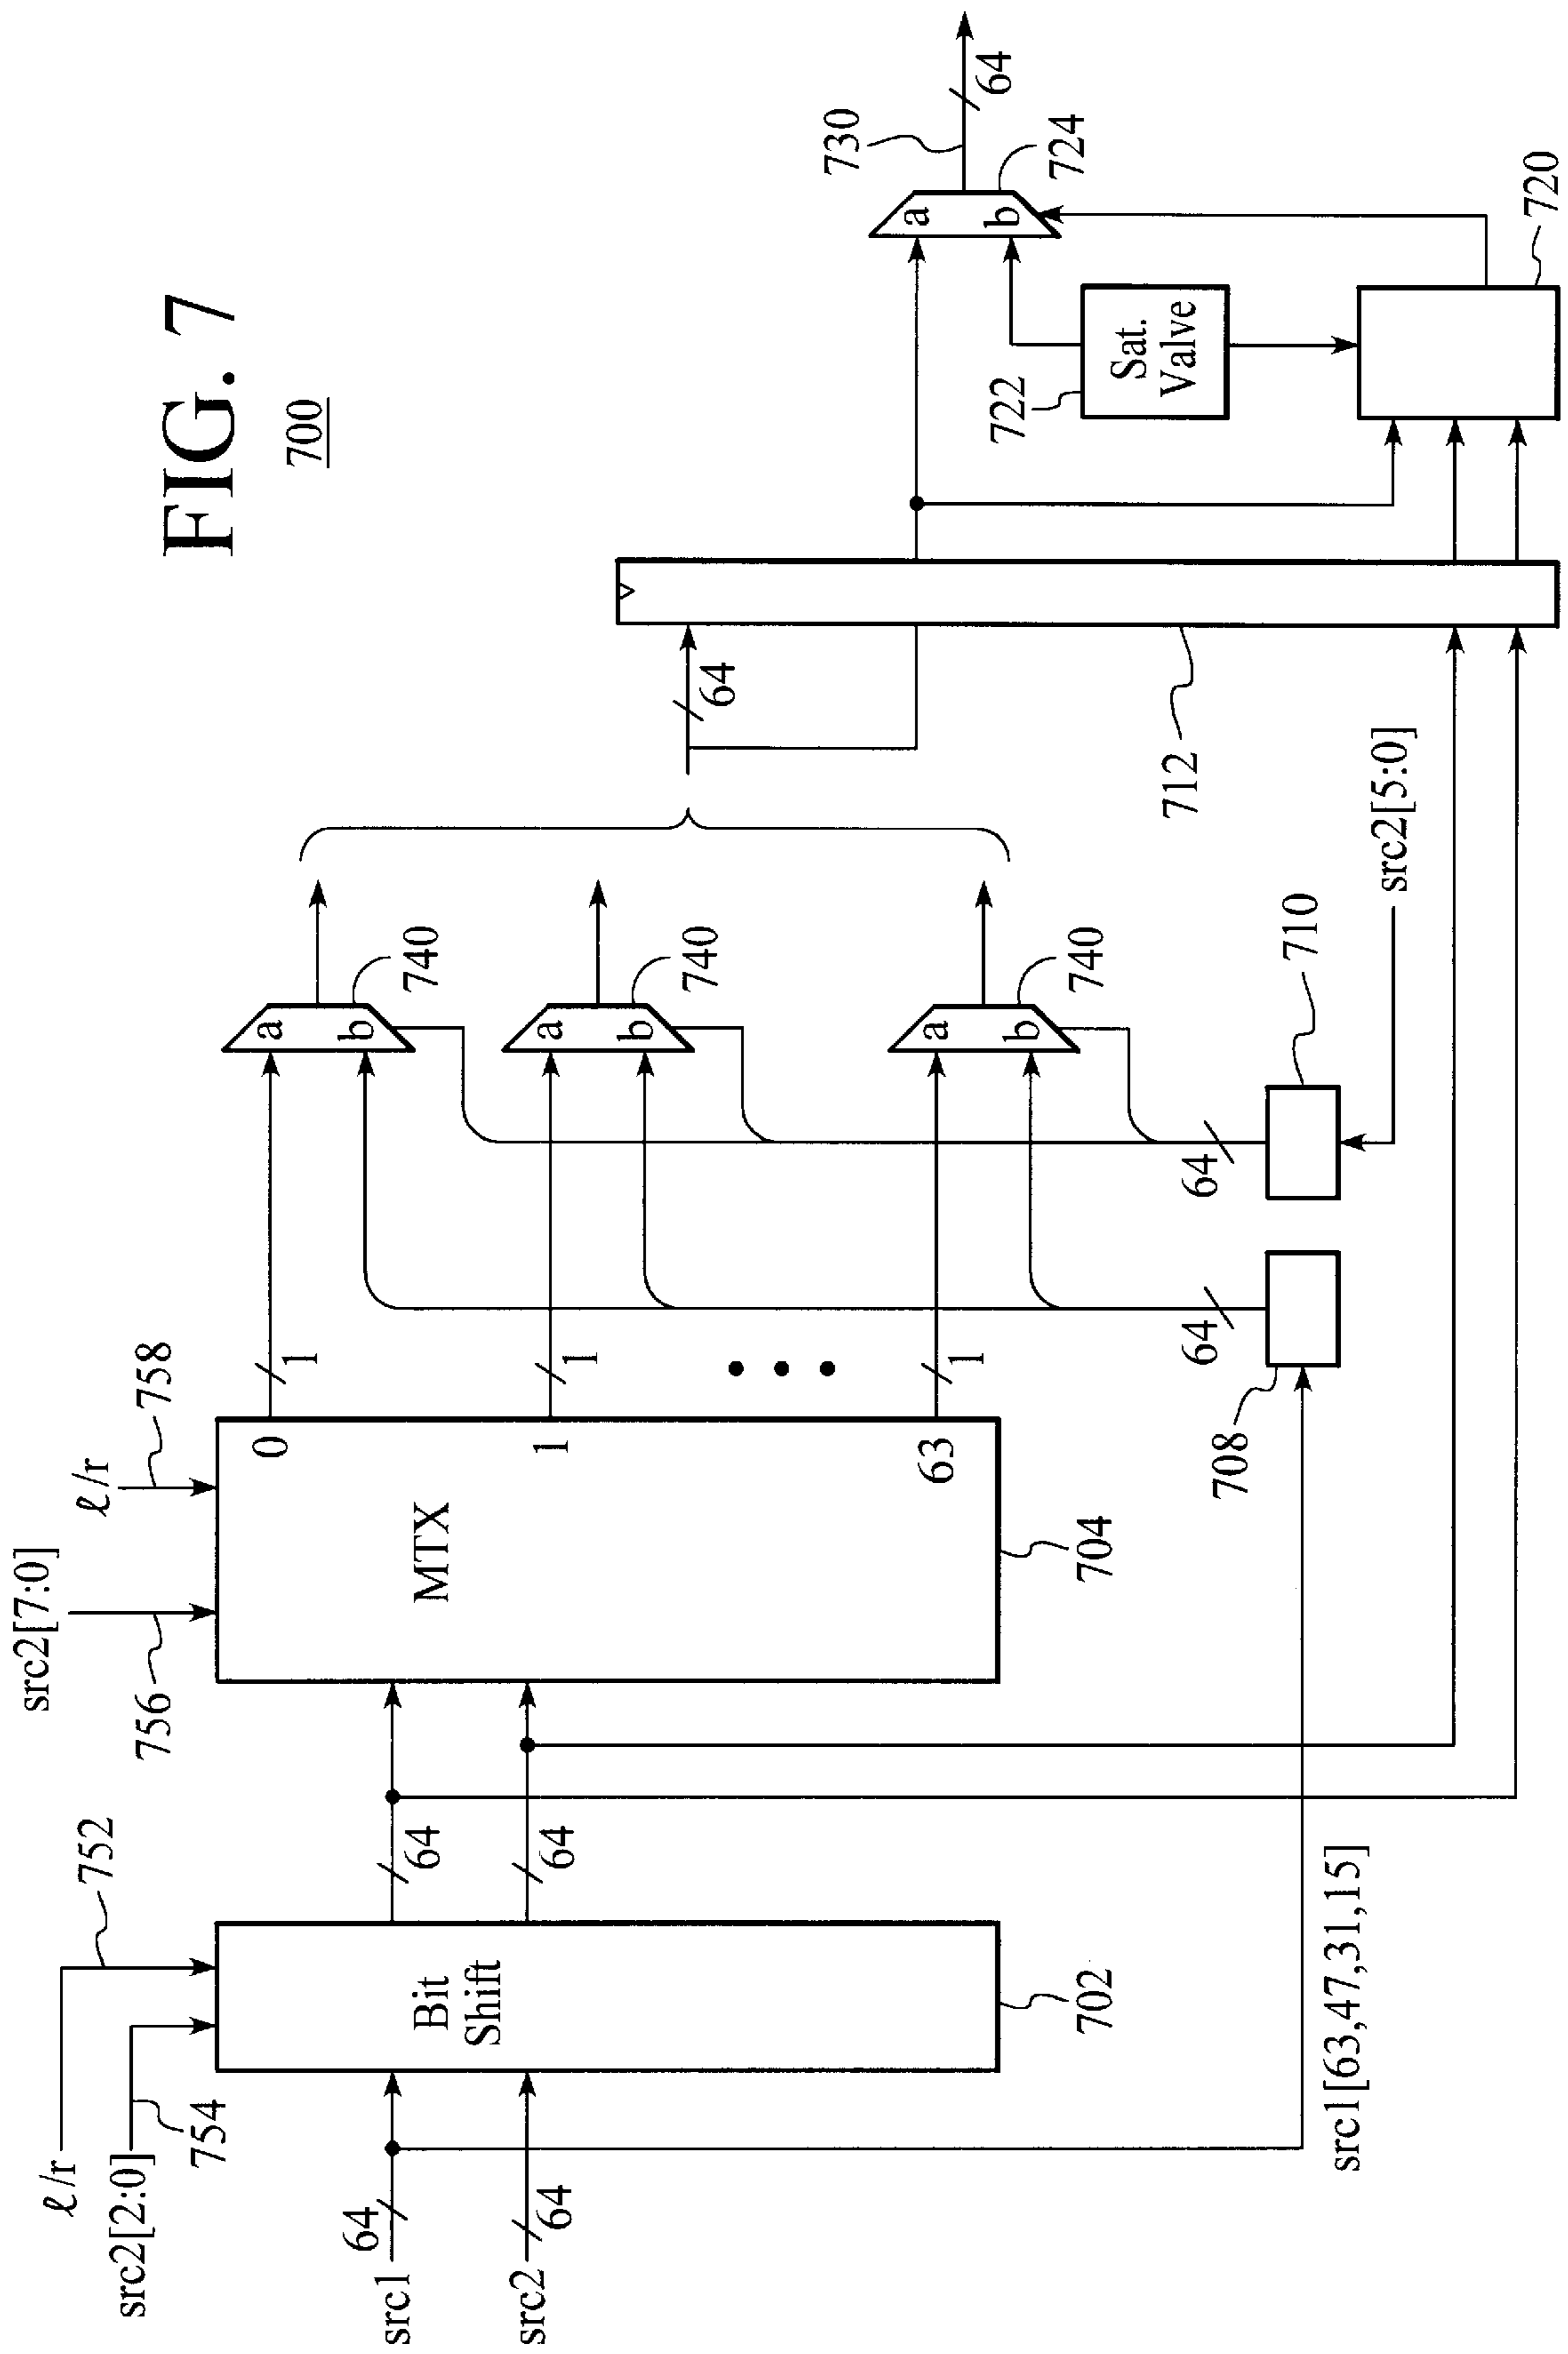 FIG. 7
700
ℓ/r
752
src2[2:0]
754
src1
64
src2
64
Bit
Shift
702
64
64
src2[7:0]
756
ℓ/r
758
MTX
0
1
63
704
1
1
1
a
b
740
a
b
740
a
b
740
64
708
64
710
src1[63,47,31,15]
src2[5:0]
64
712
722
Sat.
Valve
720
a
b
724
730
64